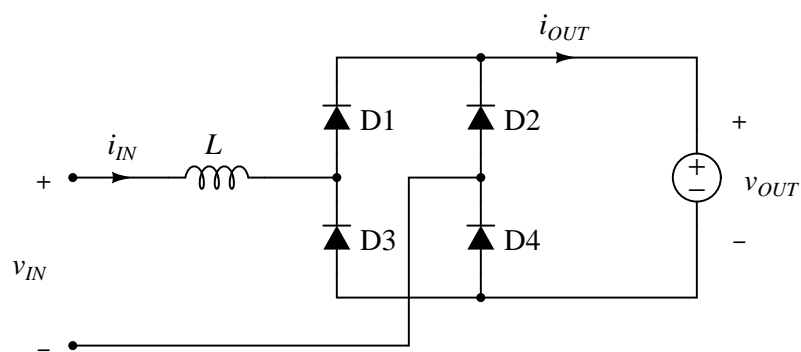 i_OUT
D1
D2
+
i_IN
L
+
+
−
v_OUT
D3
D4
−
v_IN
−